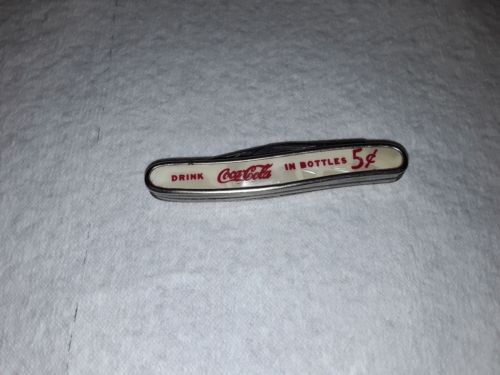 DRINK Coca-Cola IN BOTTLES 5¢